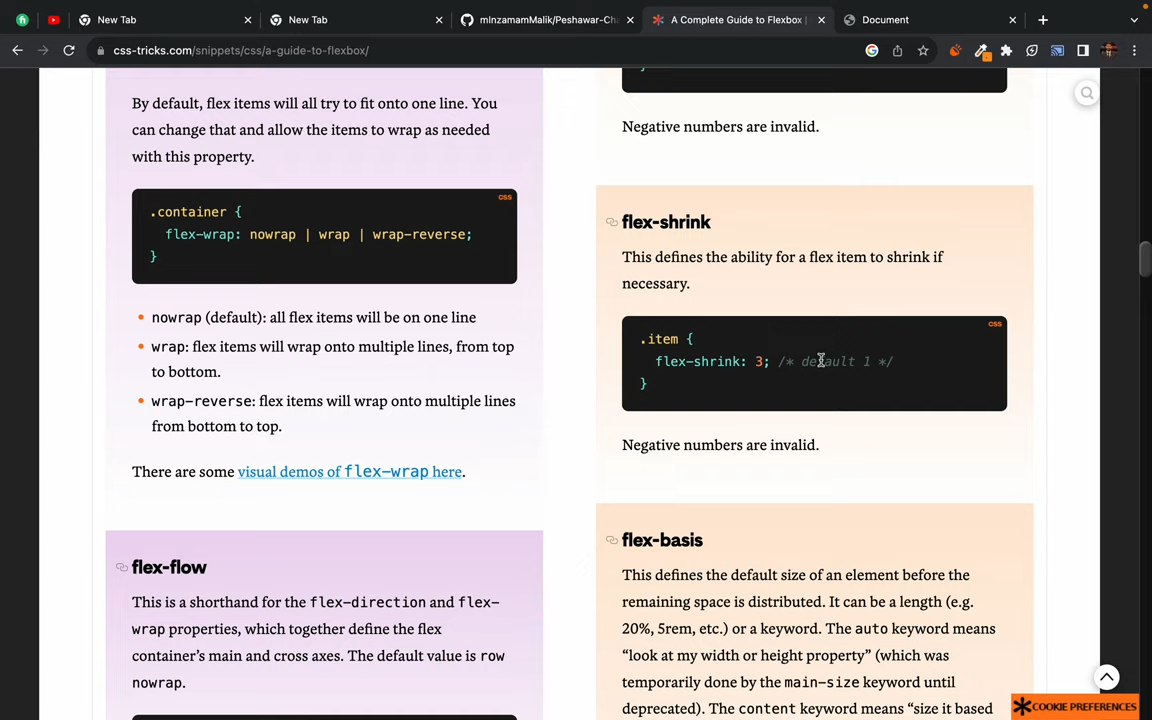 New Tab
New Tab
mInzamamMalik/Peshawar-Cha
A Complete Guide to Flexbox |
Document
css-tricks.com/snippets/css/a-guide-to-flexbox/
By default, flex items will all try to fit onto one line. You
can change that and allow the items to wrap as needed
with this property.
CSS
.container {
flex-wrap: nowrap | wrap | wrap-reverse;
}
nowrap (default): all flex items will be on one line
wrap: flex items will wrap onto multiple lines, from top
to bottom.
wrap-reverse: flex items will wrap onto multiple lines
from bottom to top.
There are some visual demos of flex-wrap here.
flex-flow
This is a shorthand for the flex-direction and flex-
wrap properties, which together define the flex
container's main and cross axes. The default value is row
nowrap.
Negative numbers are invalid.
flex-shrink
This defines the ability for a flex item to shrink if
necessary.
CSS
.item {
flex-shrink: 3; /* default 1 */
}
Negative numbers are invalid.
flex-basis
This defines the default size of an element before the
remaining space is distributed. It can be a length (e.g.
20%, 5rem, etc.) or a keyword. The auto keyword means
“look at my width or height property” (which was
temporarily done by the main-size keyword until
deprecated). The content keyword means “size it based
COOKIE PREFERENCES